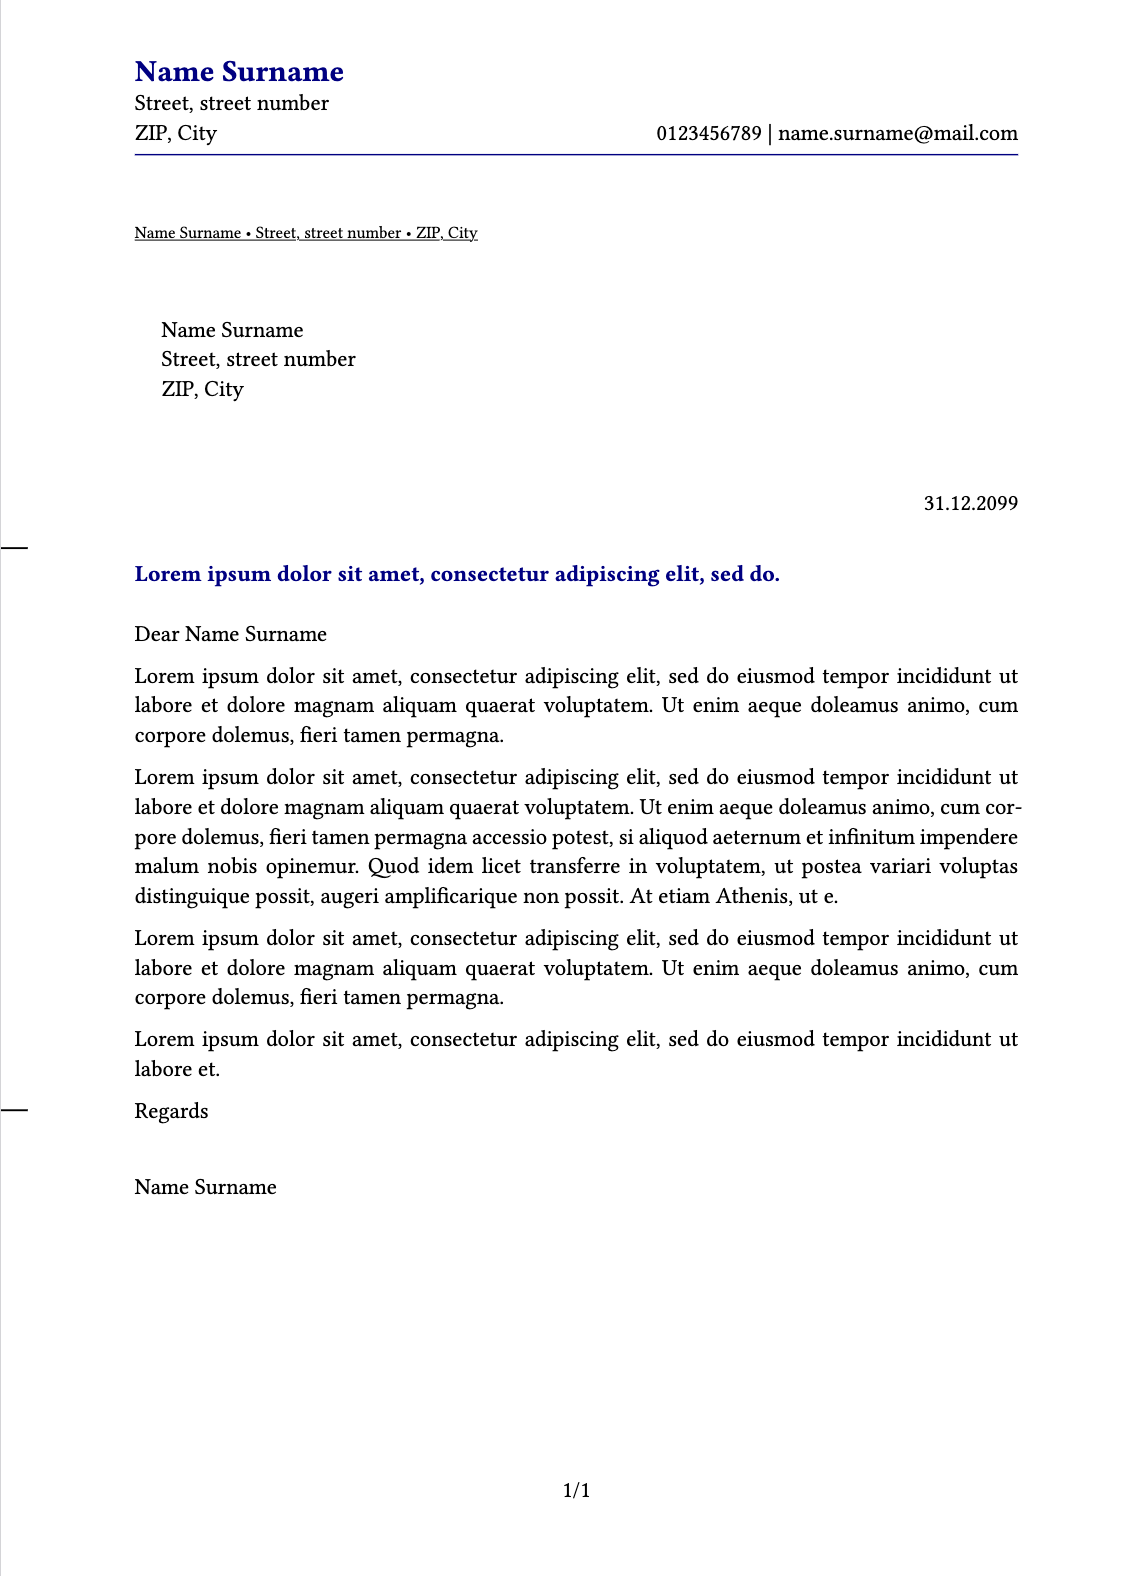 Name Surname
Street, street number
ZIP, City
0123456789 | name.surname@mail.com
Name Surname • Street, street number • ZIP, City
Name Surname
Street, street number
ZIP, City
31.12.2099
Lorem ipsum dolor sit amet, consectetur adipiscing elit, sed do.
Dear Name Surname
Lorem ipsum dolor sit amet, consectetur adipiscing elit, sed do eiusmod tempor incididunt ut
labore et dolore magnam aliquam quaerat voluptatem. Ut enim aeque doleamus animo, cum
corpore dolemus, fieri tamen permagna.
Lorem ipsum dolor sit amet, consectetur adipiscing elit, sed do eiusmod tempor incididunt ut
labore et dolore magnam aliquam quaerat voluptatem. Ut enim aeque doleamus animo, cum cor-
pore dolemus, fieri tamen permagna accessio potest, si aliquod aeternum et infinitum impendere
malum nobis opinemur. Quod idem licet transferre in voluptatem, ut postea variari voluptas
distinguique possit, augeri amplificarique non possit. At etiam Athenis, ut e.
Lorem ipsum dolor sit amet, consectetur adipiscing elit, sed do eiusmod tempor incididunt ut
labore et dolore magnam aliquam quaerat voluptatem. Ut enim aeque doleamus animo, cum
corpore dolemus, fieri tamen permagna.
Lorem ipsum dolor sit amet, consectetur adipiscing elit, sed do eiusmod tempor incididunt ut
labore et.
Regards
Name Surname
1/1